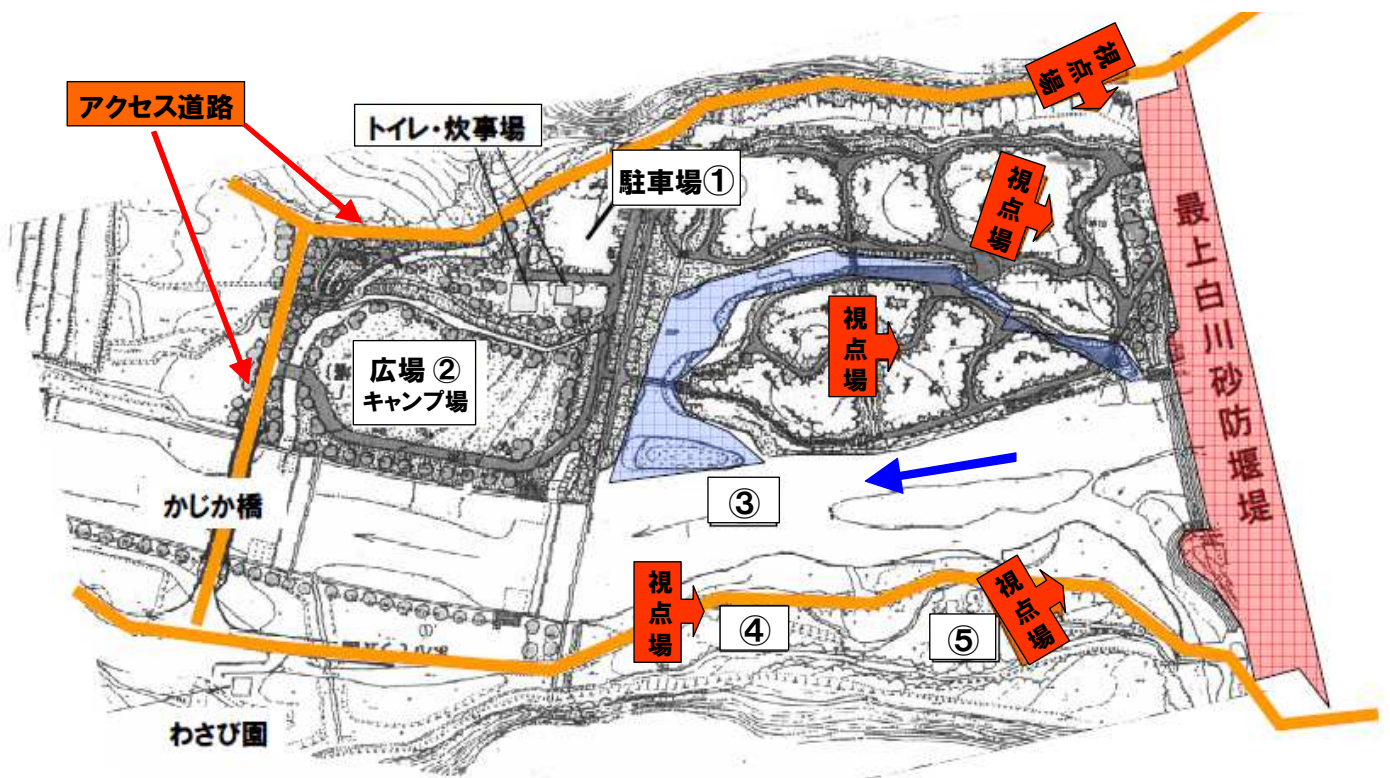 視点場
アクセス道路
トイレ・炊事場
駐車場①
視点場
最上白川砂防堰堤
視点場
広場 ②
キャンプ場
かじか橋
③
視点場
④
⑤
視点場
わさび園